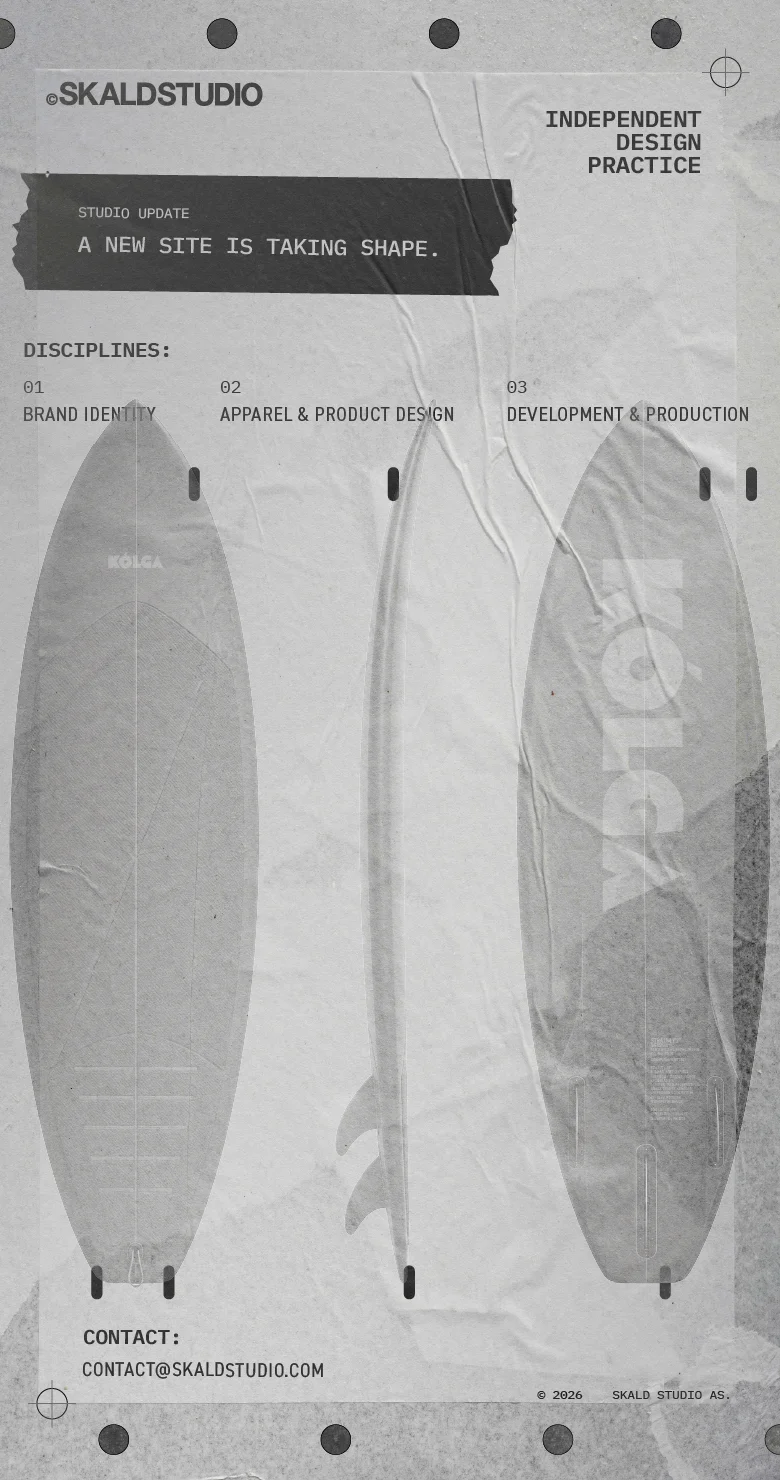 ©SKALDSTUDIO
INDEPENDENT
DESIGN
PRACTICE
STUDIO UPDATE
A NEW SITE IS TAKING SHAPE.
DISCIPLINES:
01
BRAND IDENTITY
02
APPAREL & PRODUCT DESIGN
03
DEVELOPMENT & PRODUCTION
KÓLGA
KÓLGA
CONTACT:
CONTACT@SKALDSTUDIO.COM
© 2026 SKALD STUDIO AS.